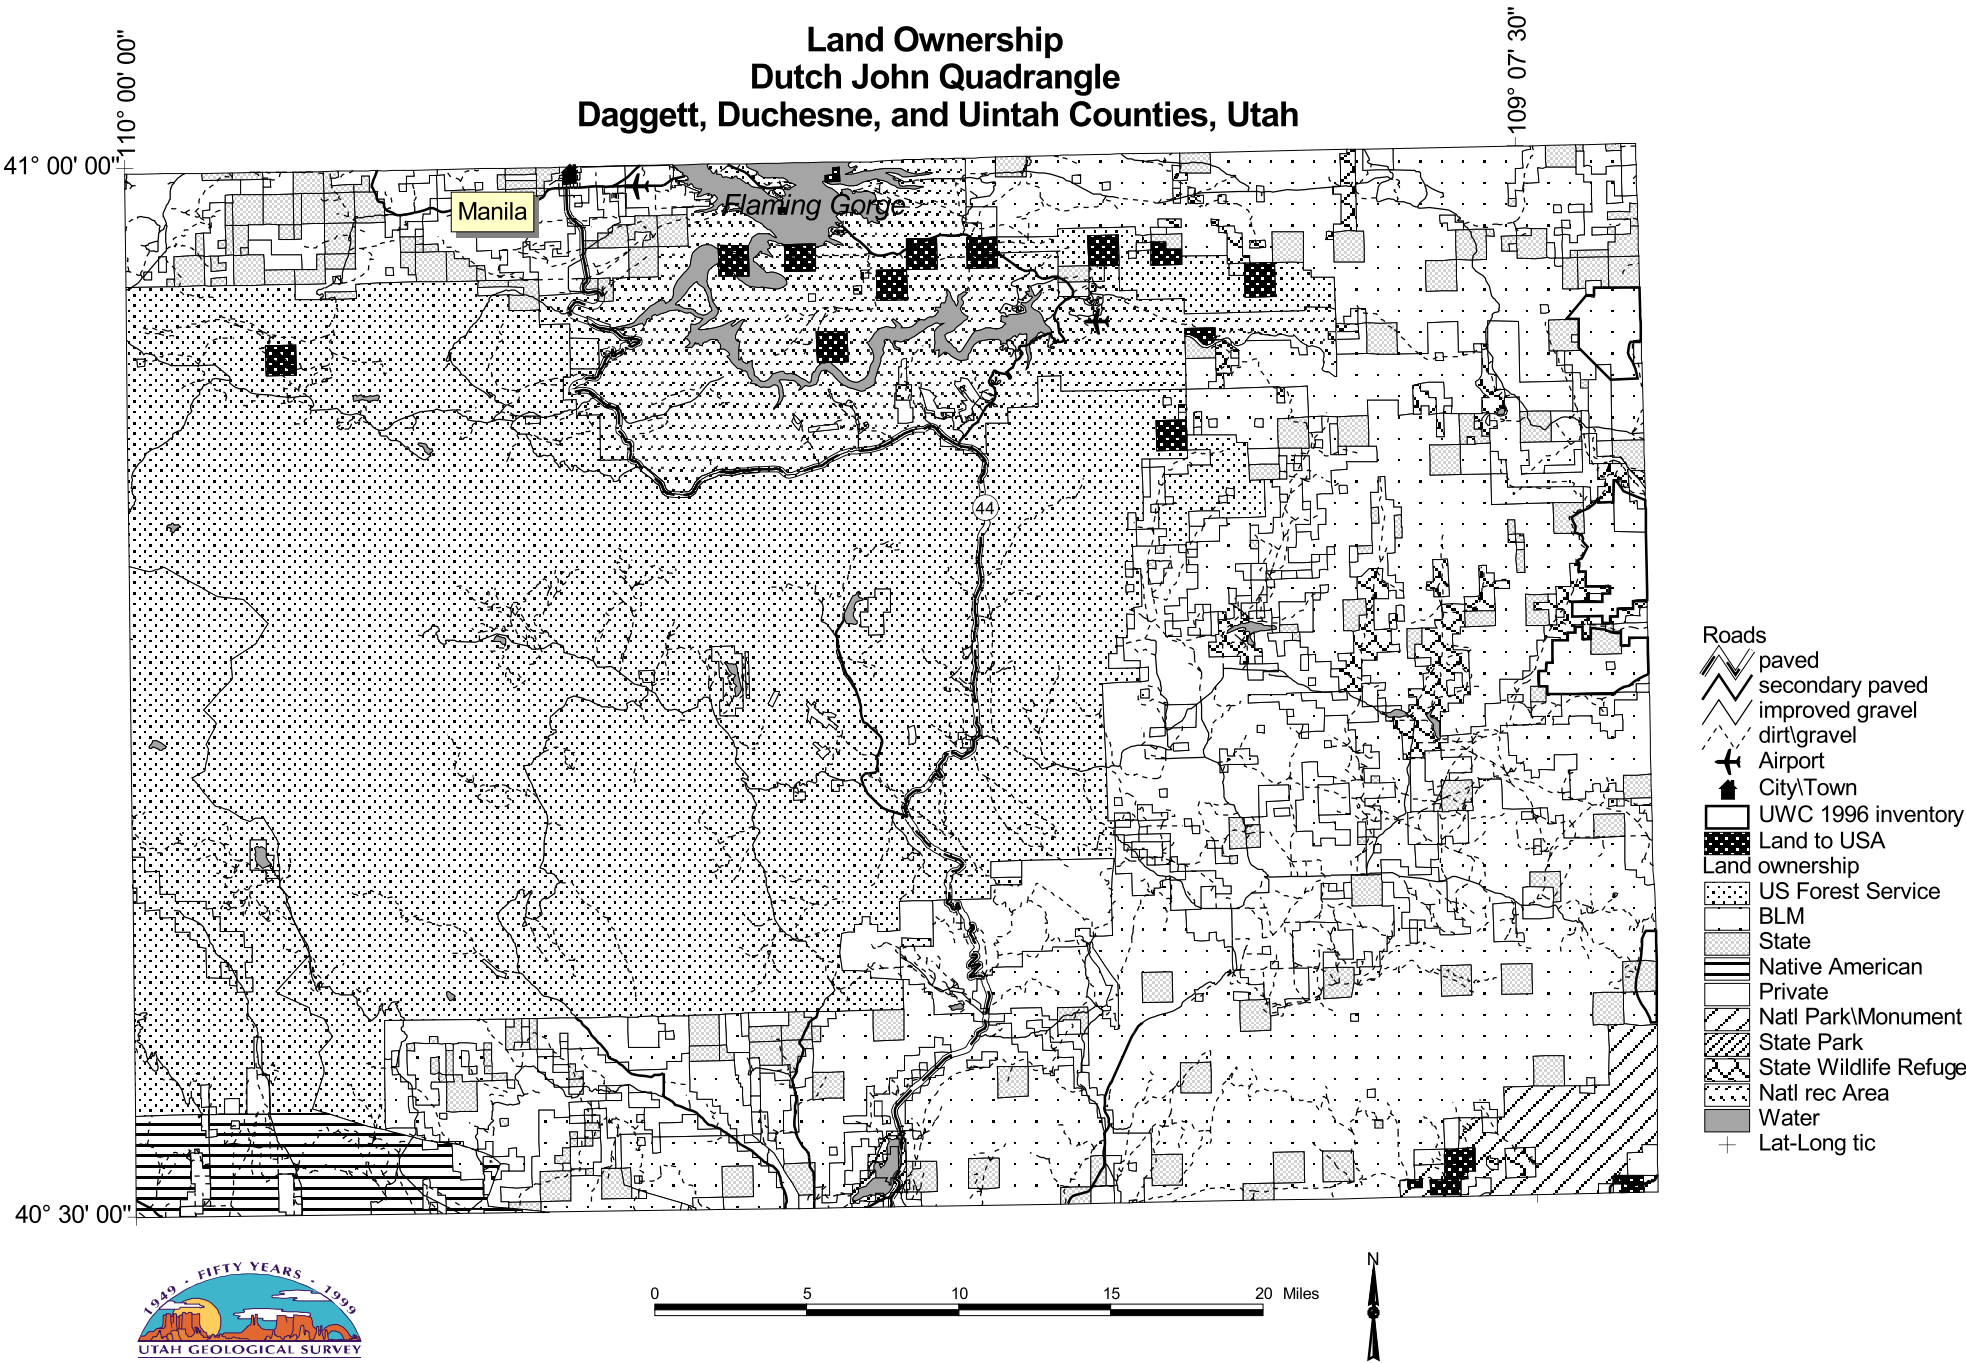 Land Ownership
Dutch John Quadrangle
Daggett, Duchesne, and Uintah Counties, Utah
110° 00' 00"
109° 07' 30"
41° 00' 00"
Manila
Flaming Gorge
44
40° 30' 00"
Roads
paved
secondary paved
improved gravel
dirt\gravel
Airport
City\Town
UWC 1996 inventory
Land to USA
Land ownership
US Forest Service
BLM
State
Native American
Private
Natl Park\Monument
State Park
State Wildlife Refuge
Natl rec Area
Water
Lat-Long tic
1949 - FIFTY YEARS - 1999
UTAH GEOLOGICAL SURVEY
0 5 10 15 20 Miles
N